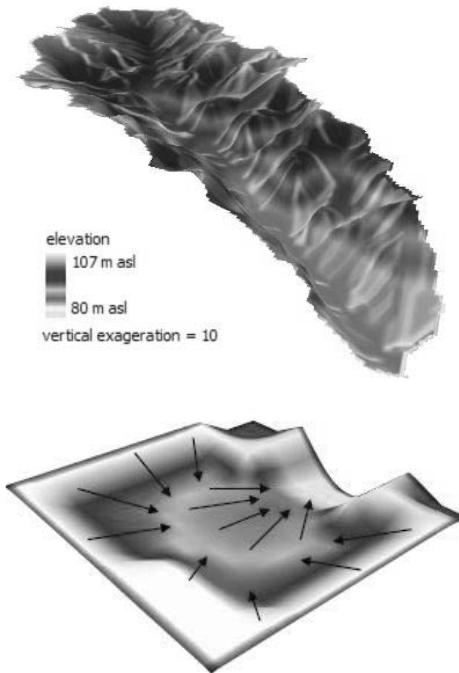 elevation
107 m asl
80 m asl
vertical exageration = 10